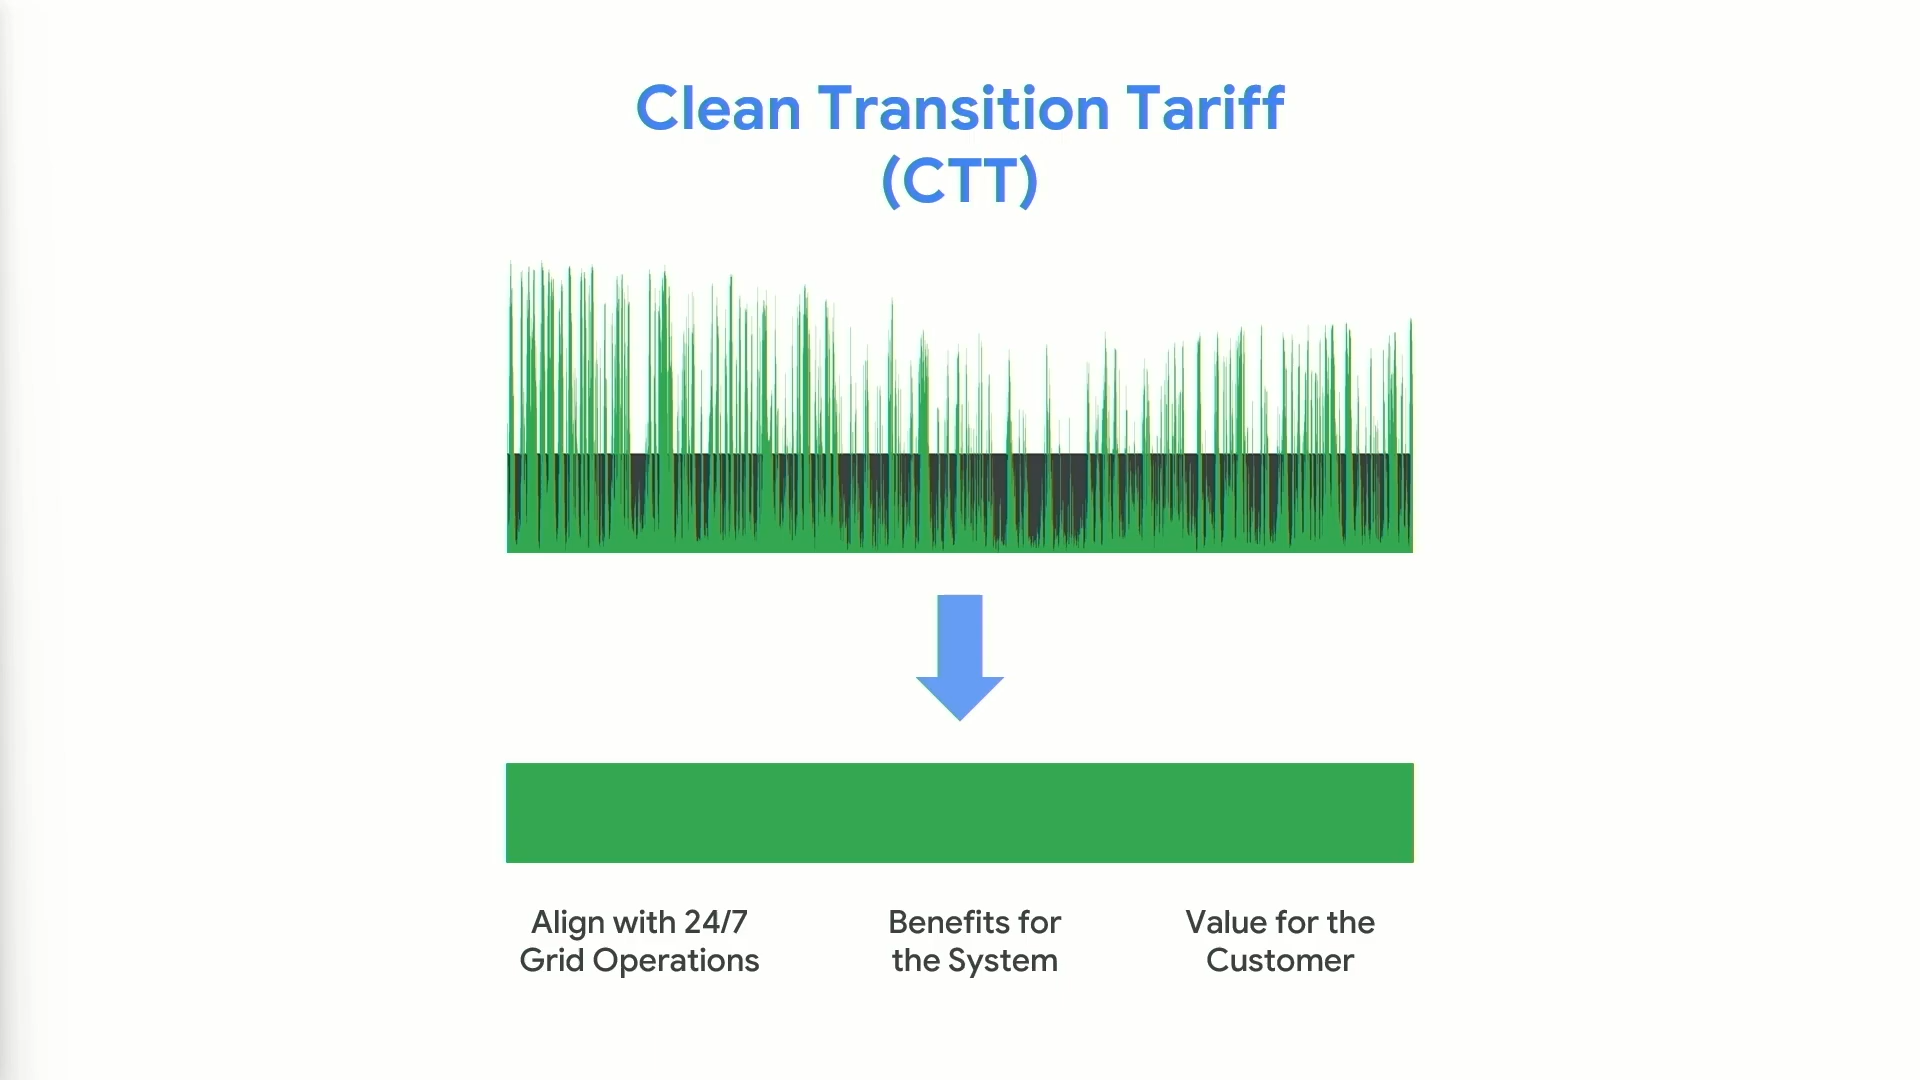 Clean Transition Tariff
(CTT)
Align with 24/7
Grid Operations
Benefits for
the System
Value for the
Customer